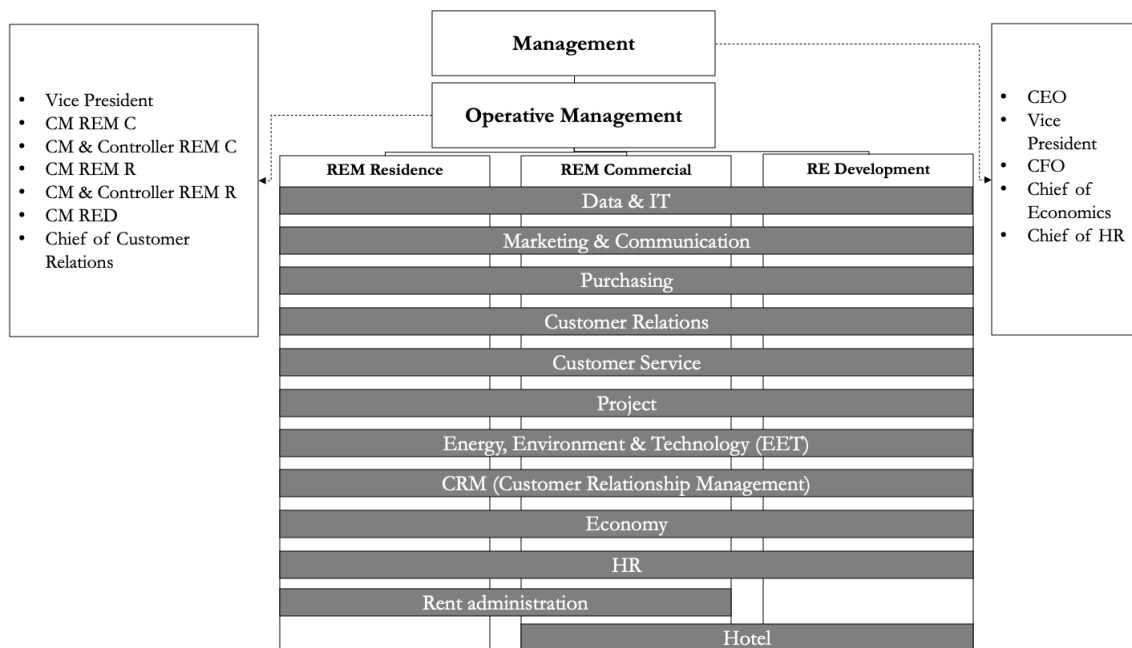 Management
Operative Management
• Vice President
• CM REM C
• CM & Controller REM C
• CM REM R
• CM & Controller REM R
• CM RED
• Chief of Customer
Relations
• CEO
• Vice
President
• CFO
• Chief of
Economics
• Chief of HR
REM Residence
REM Commercial
RE Development
Data & IT
Marketing & Communication
Purchasing
Customer Relations
Customer Service
Project
Energy, Environment & Technology (EET)
CRM (Customer Relationship Management)
Economy
HR
Rent administration
Hotel